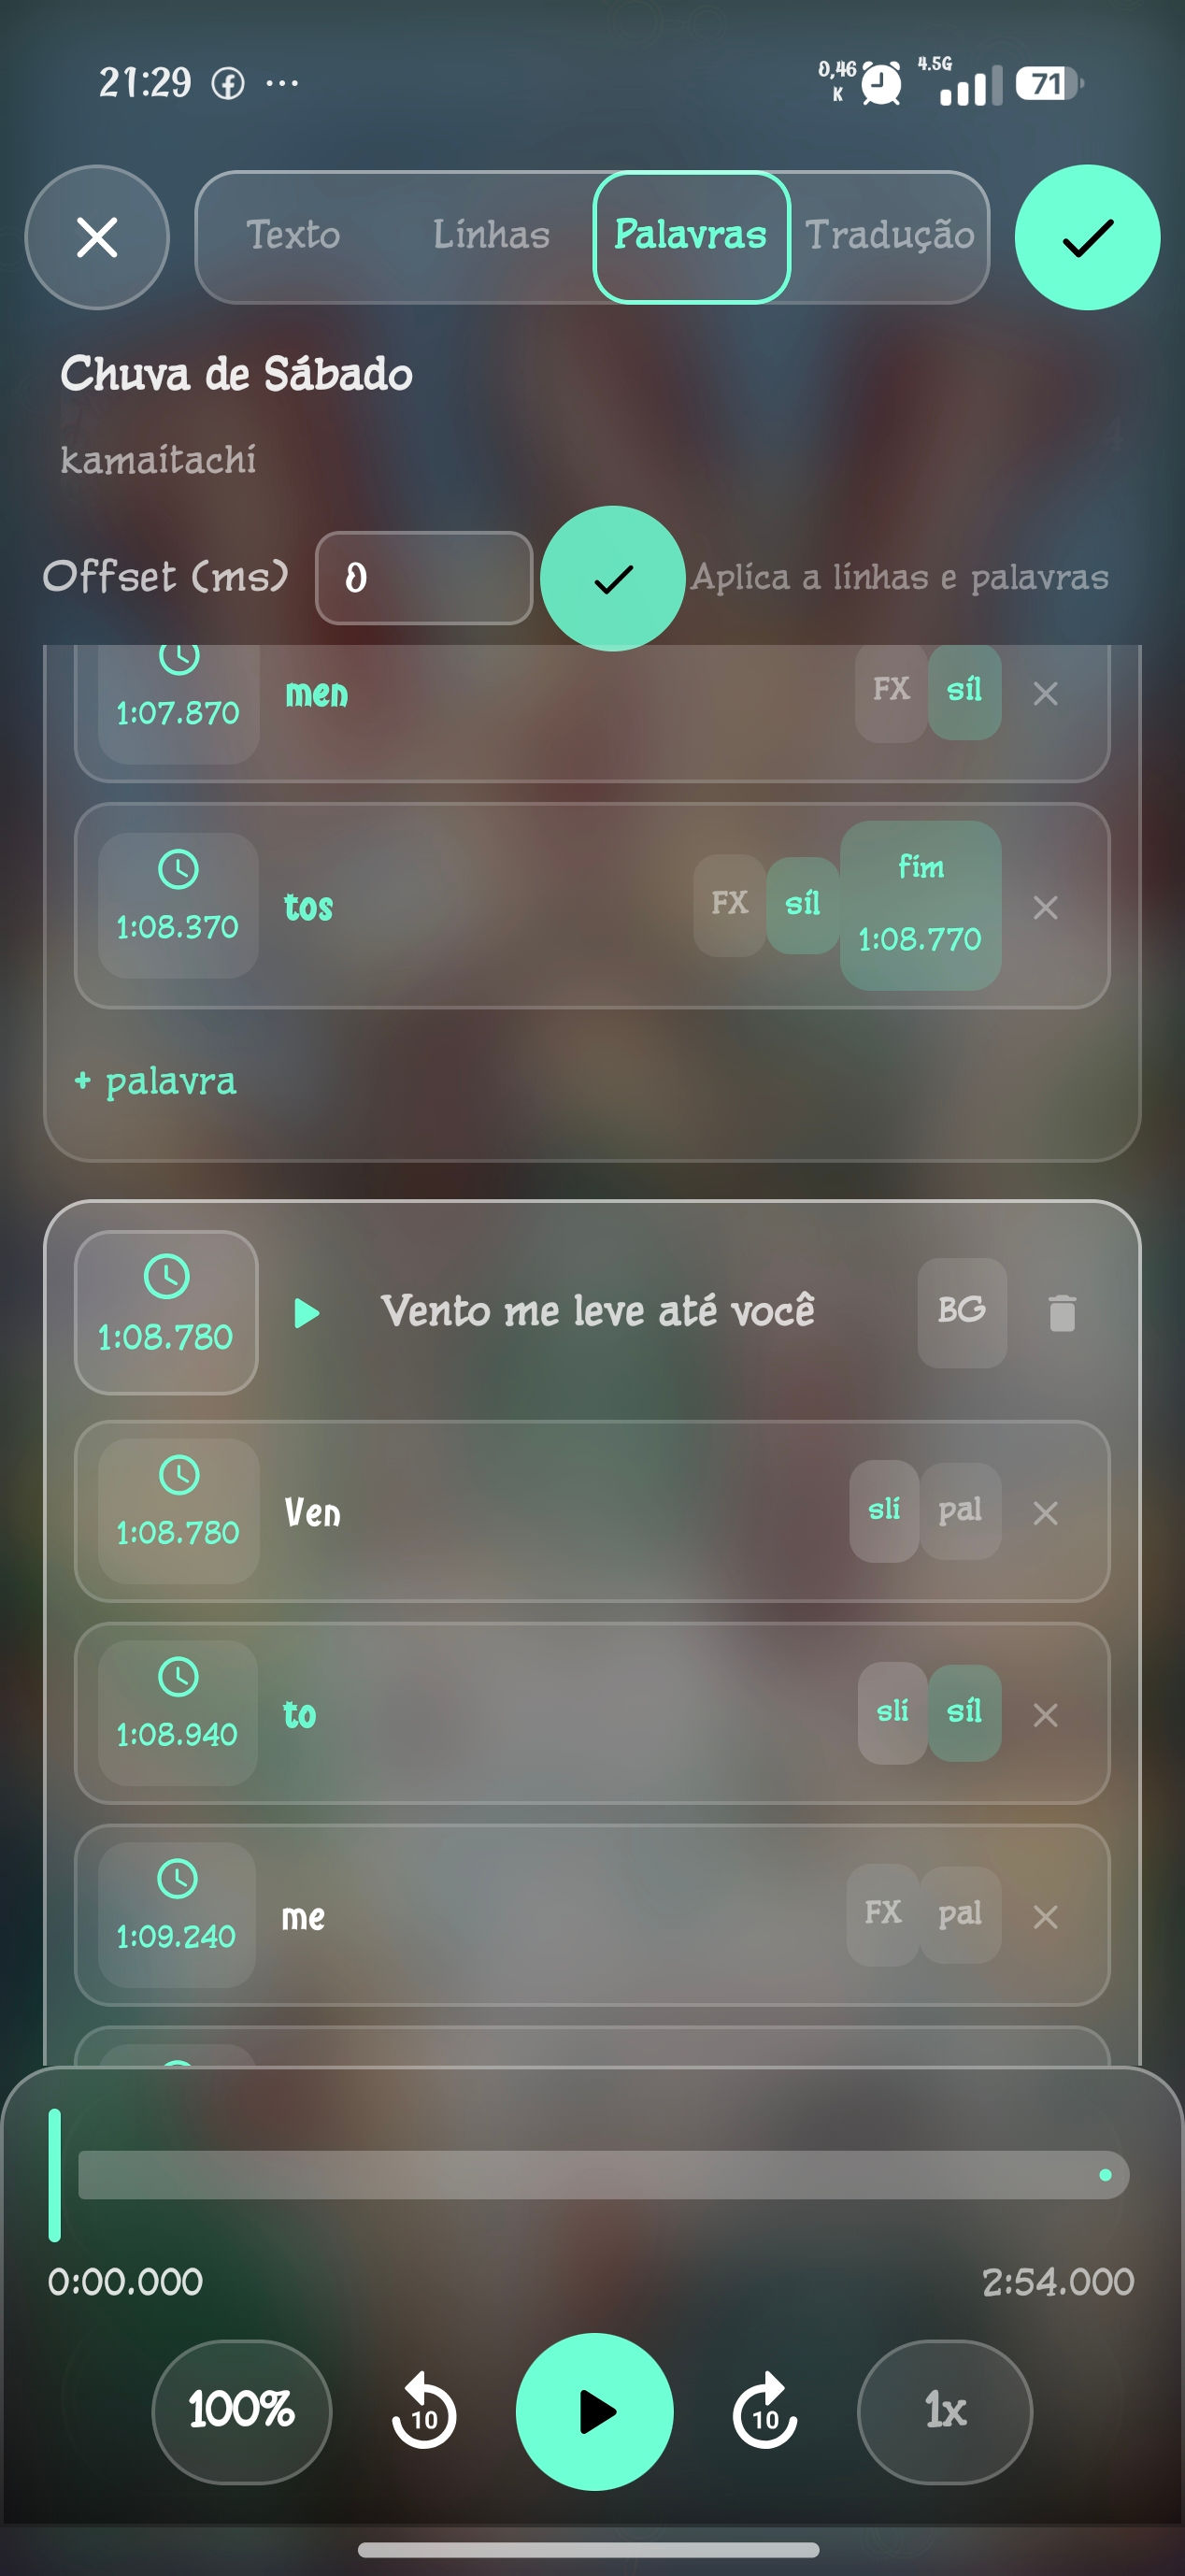 21:29 ...
0,46 K 4.5G 71
Texto Linhas Palavras Tradução
Chuva de Sábado
kamaitachi
Offset (ms) 0 Aplica a linhas e palavras
1:07.870 men FX síl
1:08.370 tos FX síl fim 1:08.770
+ palavra
1:08.780 Vento me leve até você BG
1:08.780 Ven sli pal
1:08.940 to sli síl
1:09.240 me FX pal
0:00.000 2:54.000
100% 10 10 1x